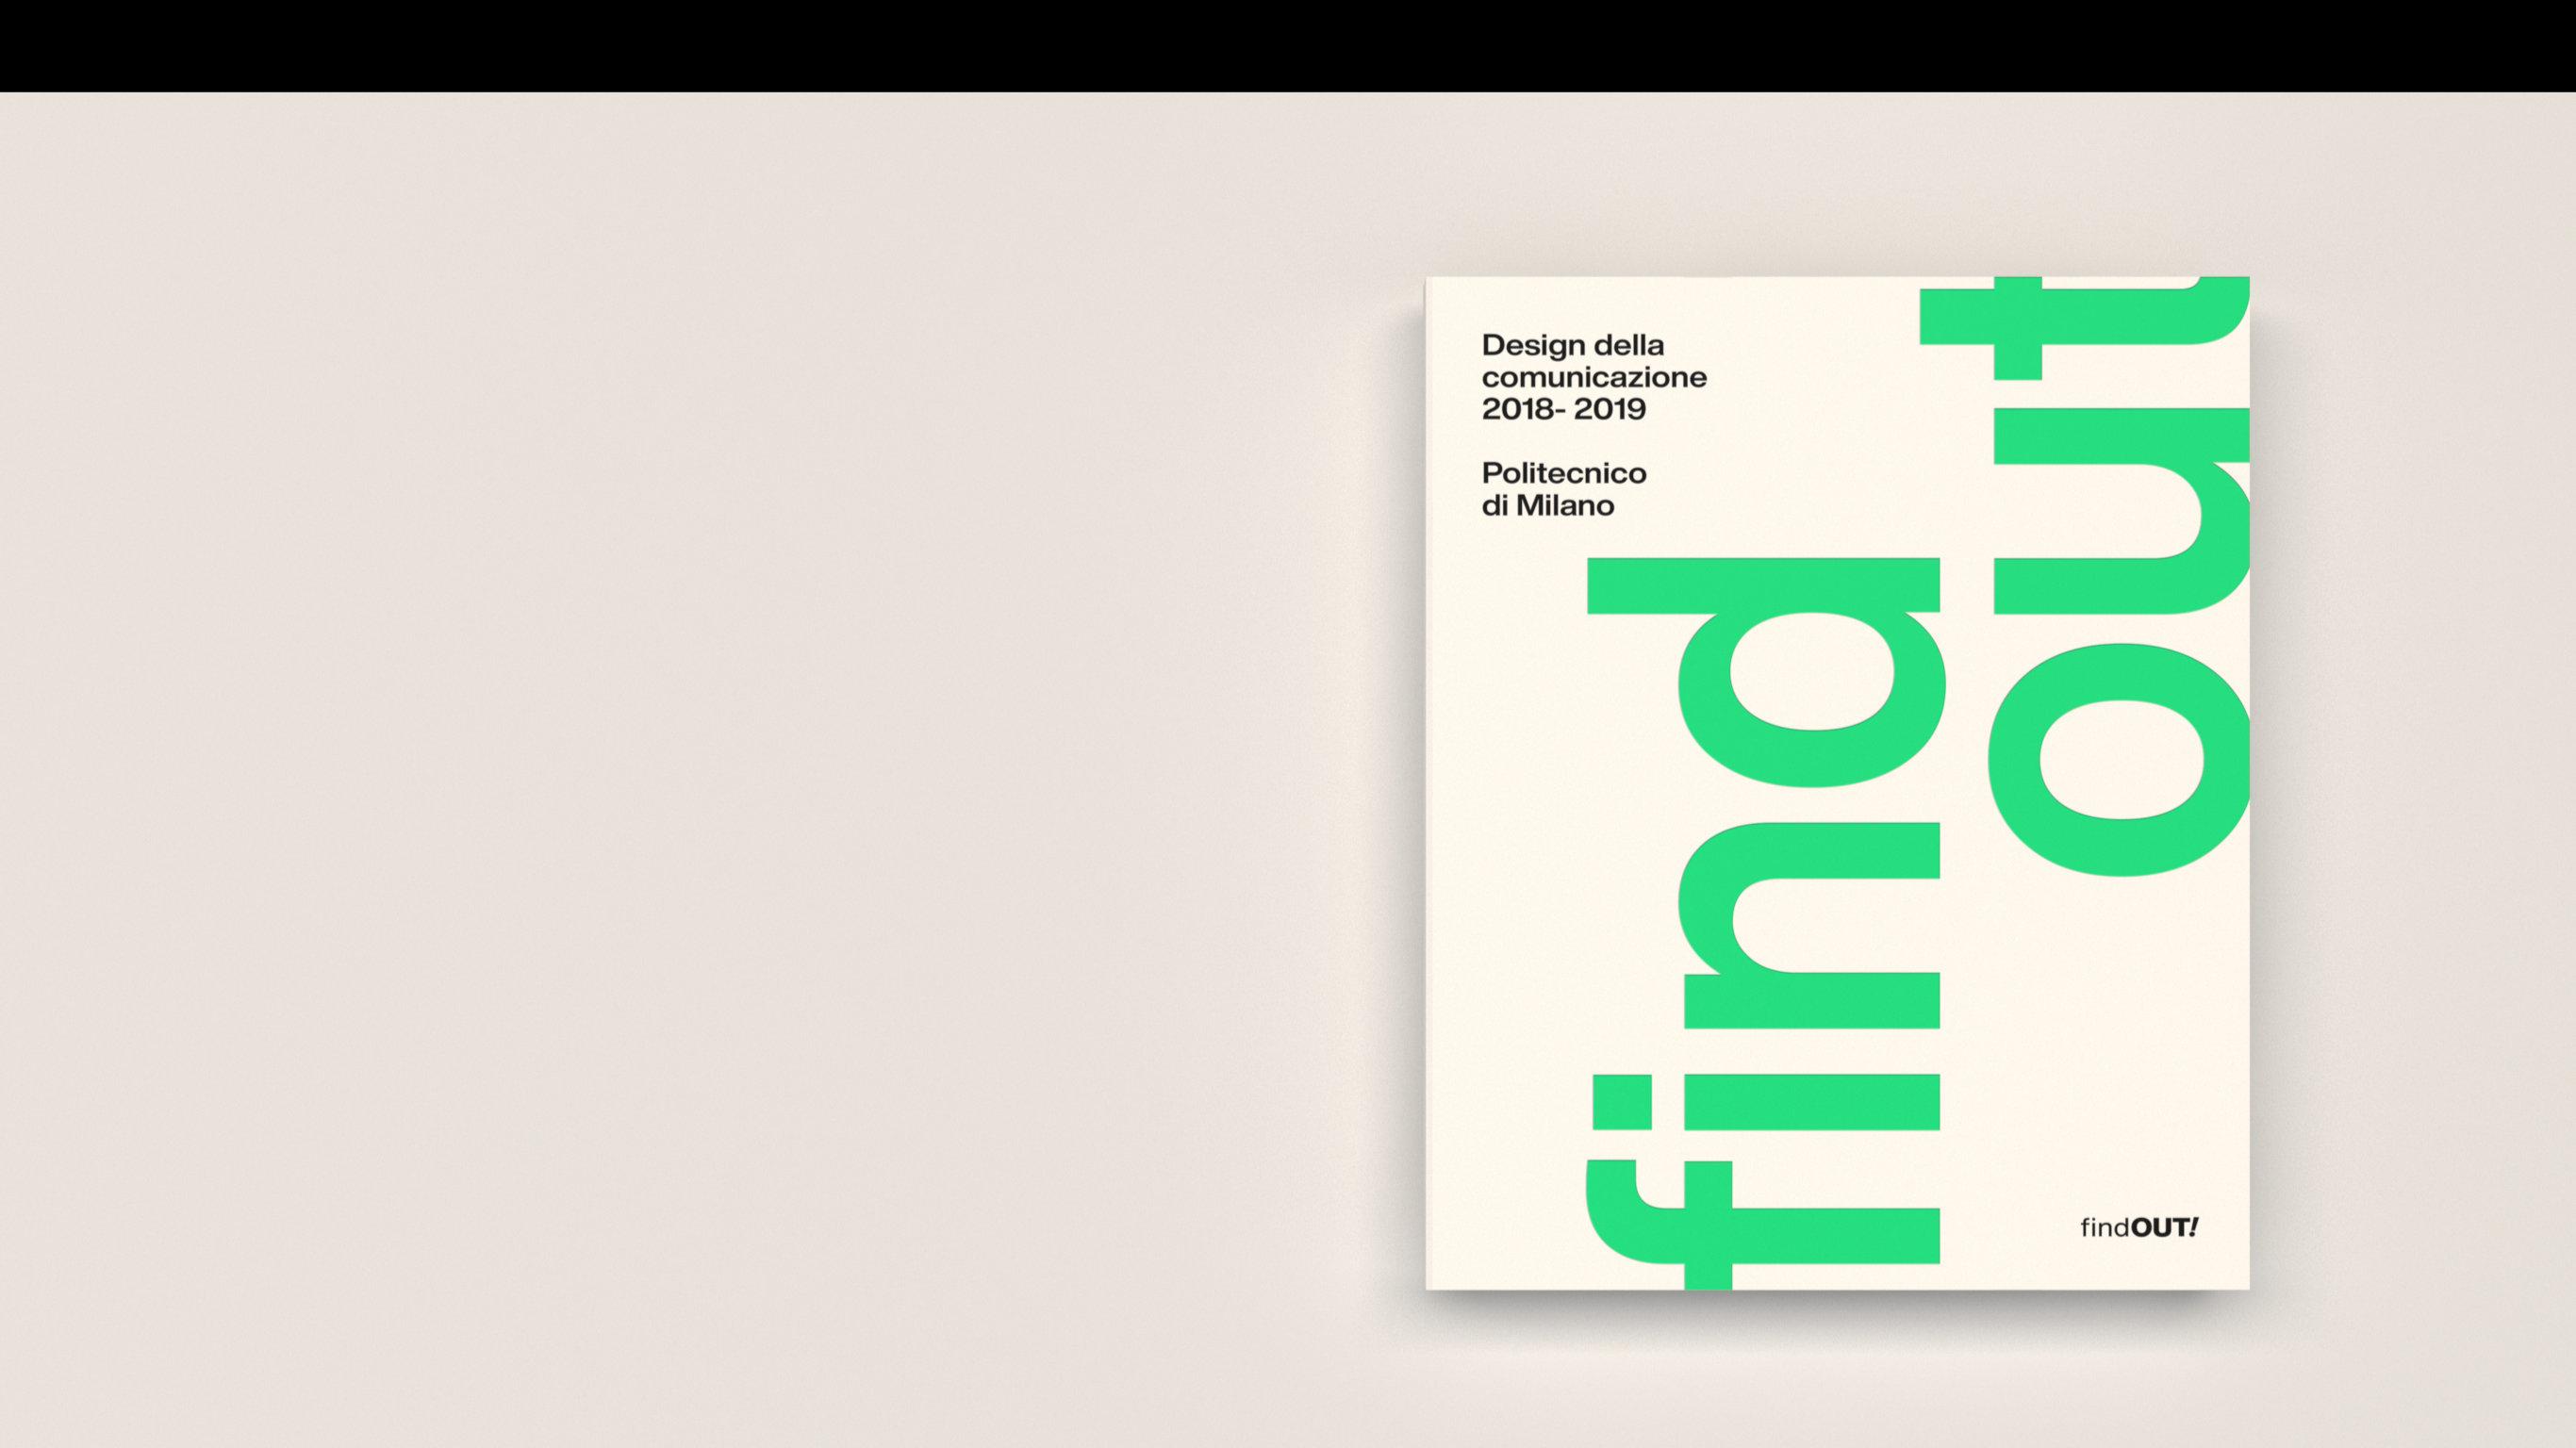 Design della
comunicazione
2018- 2019
Politecnico
di Milano
find
out
findOUT!